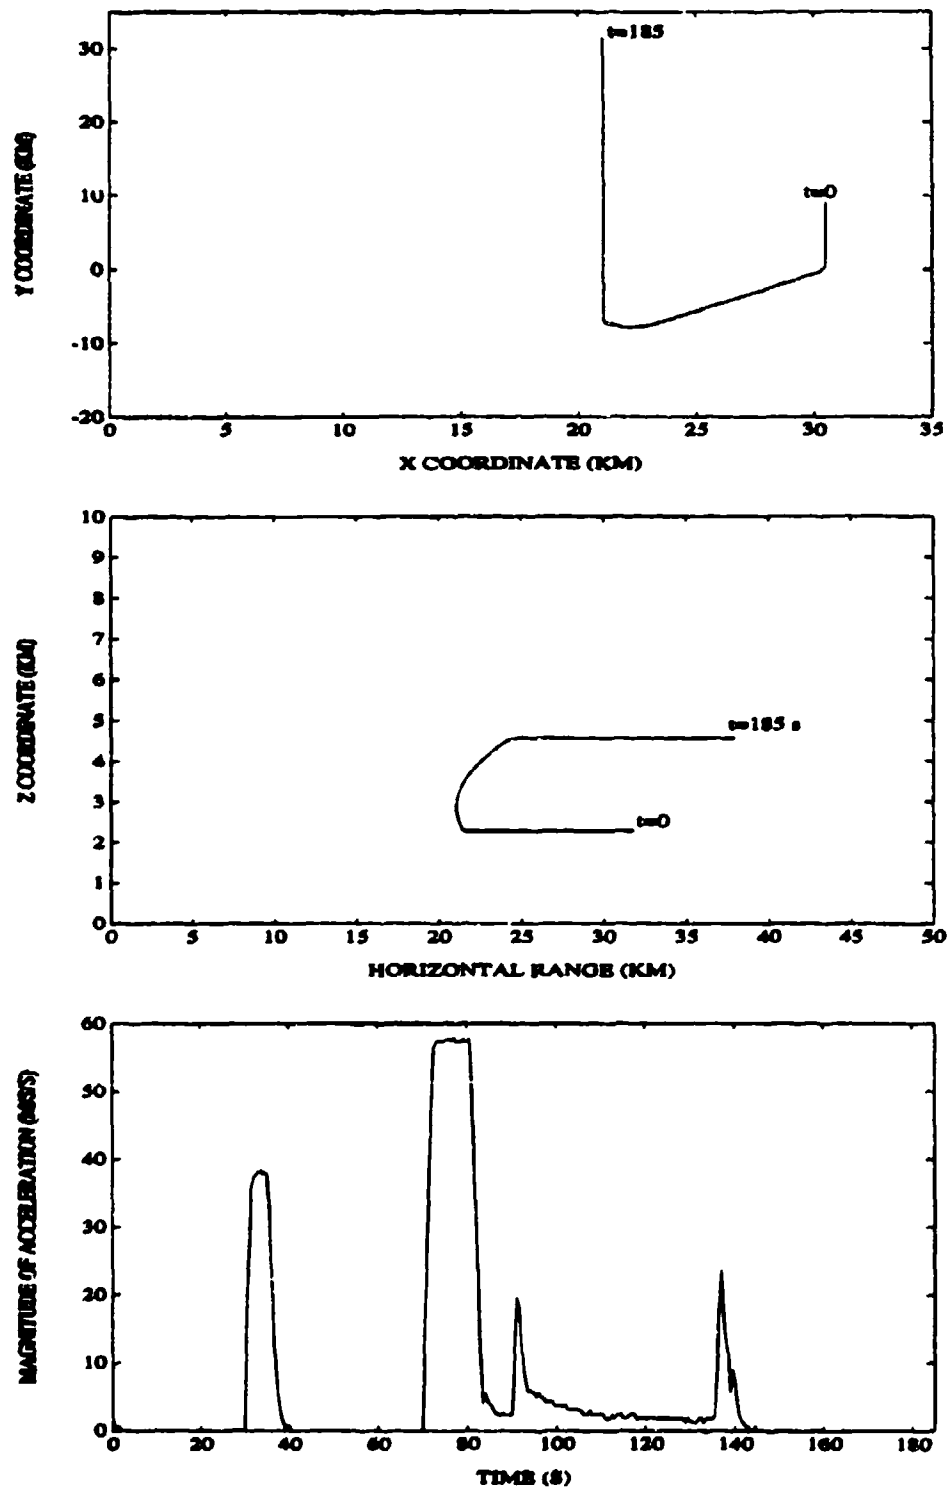 30
20
10
0
-10
-20
Y COORDINATE (KM)
t=185
t=0
0 5 10 15 20 25 30 35
X COORDINATE (KM)
10
9
8
7
6
5
4
3
2
1
0
Z COORDINATE (KM)
t=185 s
t=0
0 5 10 15 20 25 30 35 40 45 50
HORIZONTAL RANGE (KM)
60
50
40
30
20
10
0
MAGNITUDE OF ACCELERATION (M/S/S)
0 20 40 60 80 100 120 140 160 180
TIME (S)